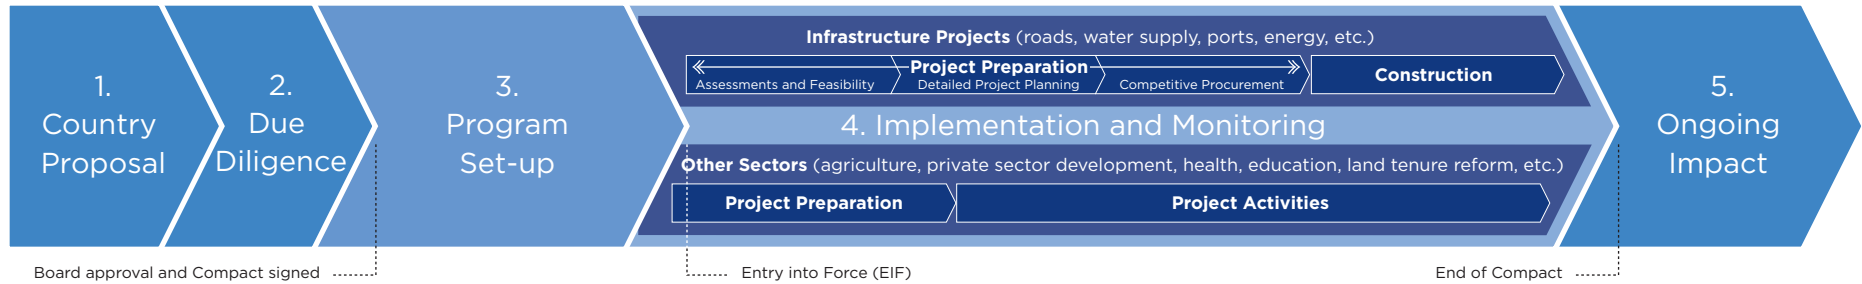 1.
Country
Proposal
2.
Due
Diligence
3.
Program
Set-up
Infrastructure Projects (roads, water supply, ports, energy, etc.)
Project Preparation
Assessments and Feasibility
Detailed Project Planning
Competitive Procurement
Construction
4. Implementation and Monitoring
Other Sectors (agriculture, private sector development, health, education, land tenure reform, etc.)
Project Preparation
Project Activities
5.
Ongoing
Impact
Board approval and Compact signed
Entry into Force (EIF)
End of Compact